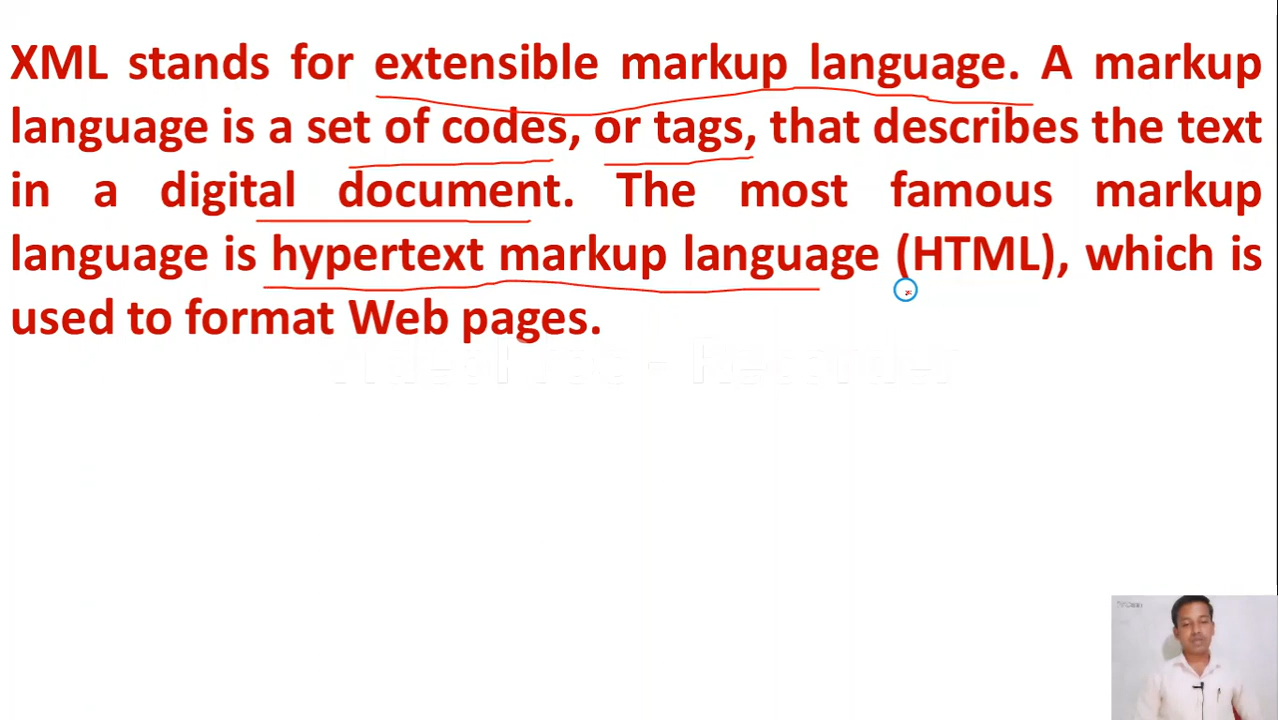 XML stands for extensible markup language. A markup
language is a set of codes, or tags, that describes the text
in a digital document. The most famous markup
language is hypertext markup language (HTML), which is
used to format Web pages.
VideoProc - Recorder